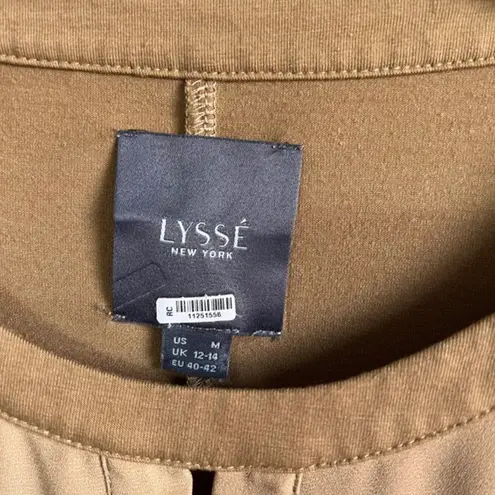 LYSSÉ
NEW YORK
RC
11251556
US M
UK 12-14
EU 40-42